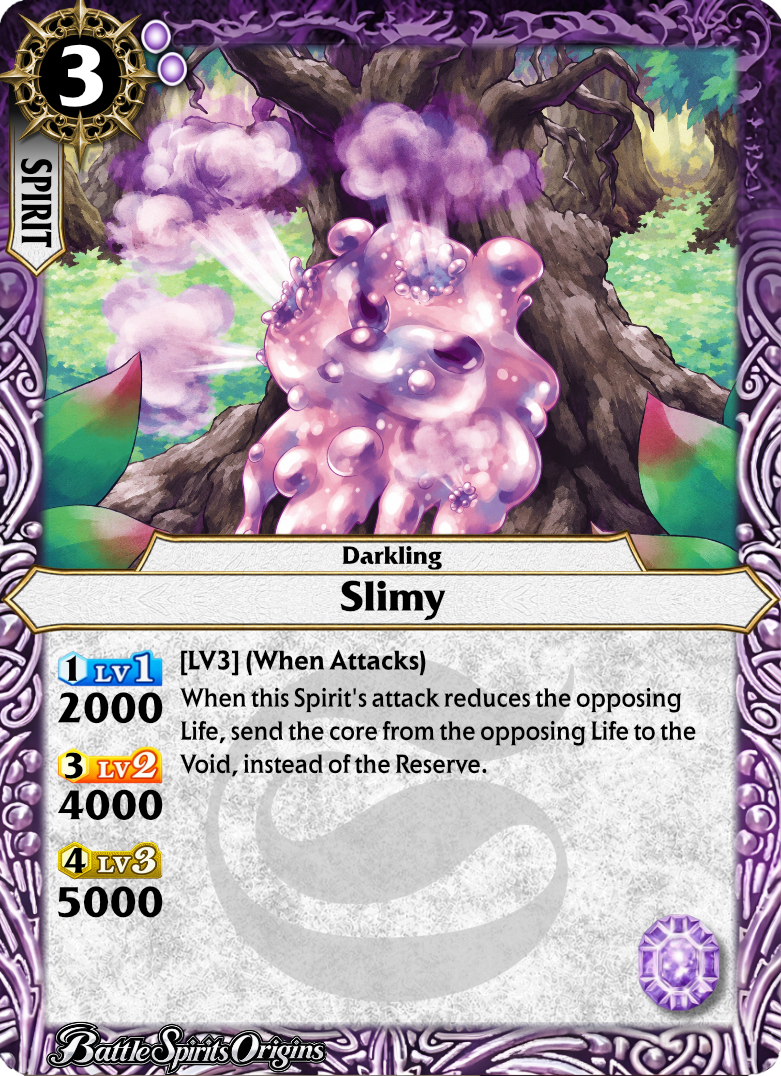 3
SPIRIT
Darkling
Slimy
1 LV1
2000
3 LV2
4000
4 LV3
5000
[LV3] (When Attacks)
When this Spirit's attack reduces the opposing
Life, send the core from the opposing Life to the
Void, instead of the Reserve.
Battle Spirits Origins